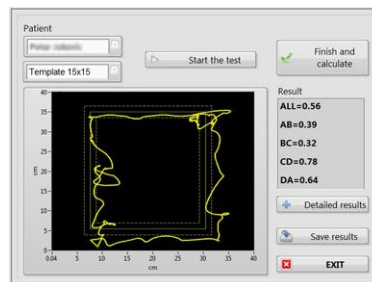 Patient
Template 15x15
Start the test
Finish and
calculate
Result
ALL=0.56
AB=0.39
BC=0.32
CD=0.78
DA=0.64
Detailed results
Save results
EXIT
40
35
30
25
20
15
10
5
0
cm
0.04 5 10 15 20 25 30 35 40
cm